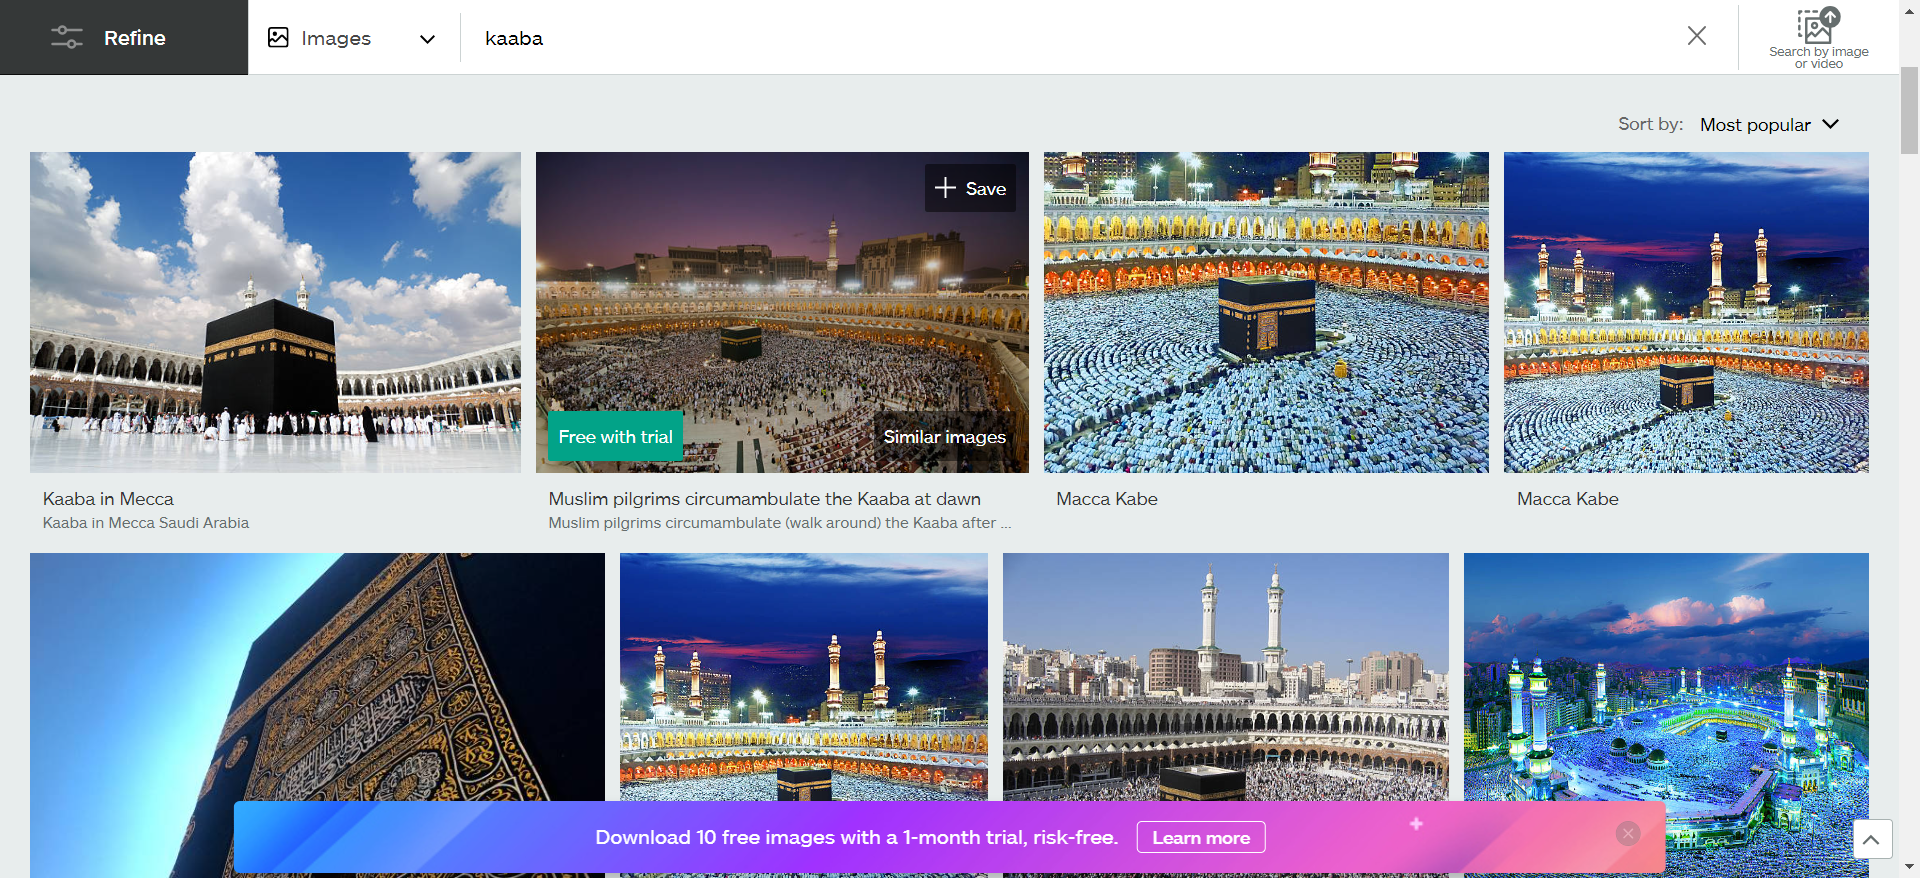 Refine
Images
kaaba
Search by image
or video
Sort by: Most popular
Save
Free with trial
Similar images
Kaaba in Mecca
Kaaba in Mecca Saudi Arabia
Muslim pilgrims circumambulate the Kaaba at dawn
Muslim pilgrims circumambulate (walk around) the Kaaba after ...
Macca Kabe
Macca Kabe
Download 10 free images with a 1-month trial, risk-free.
Learn more